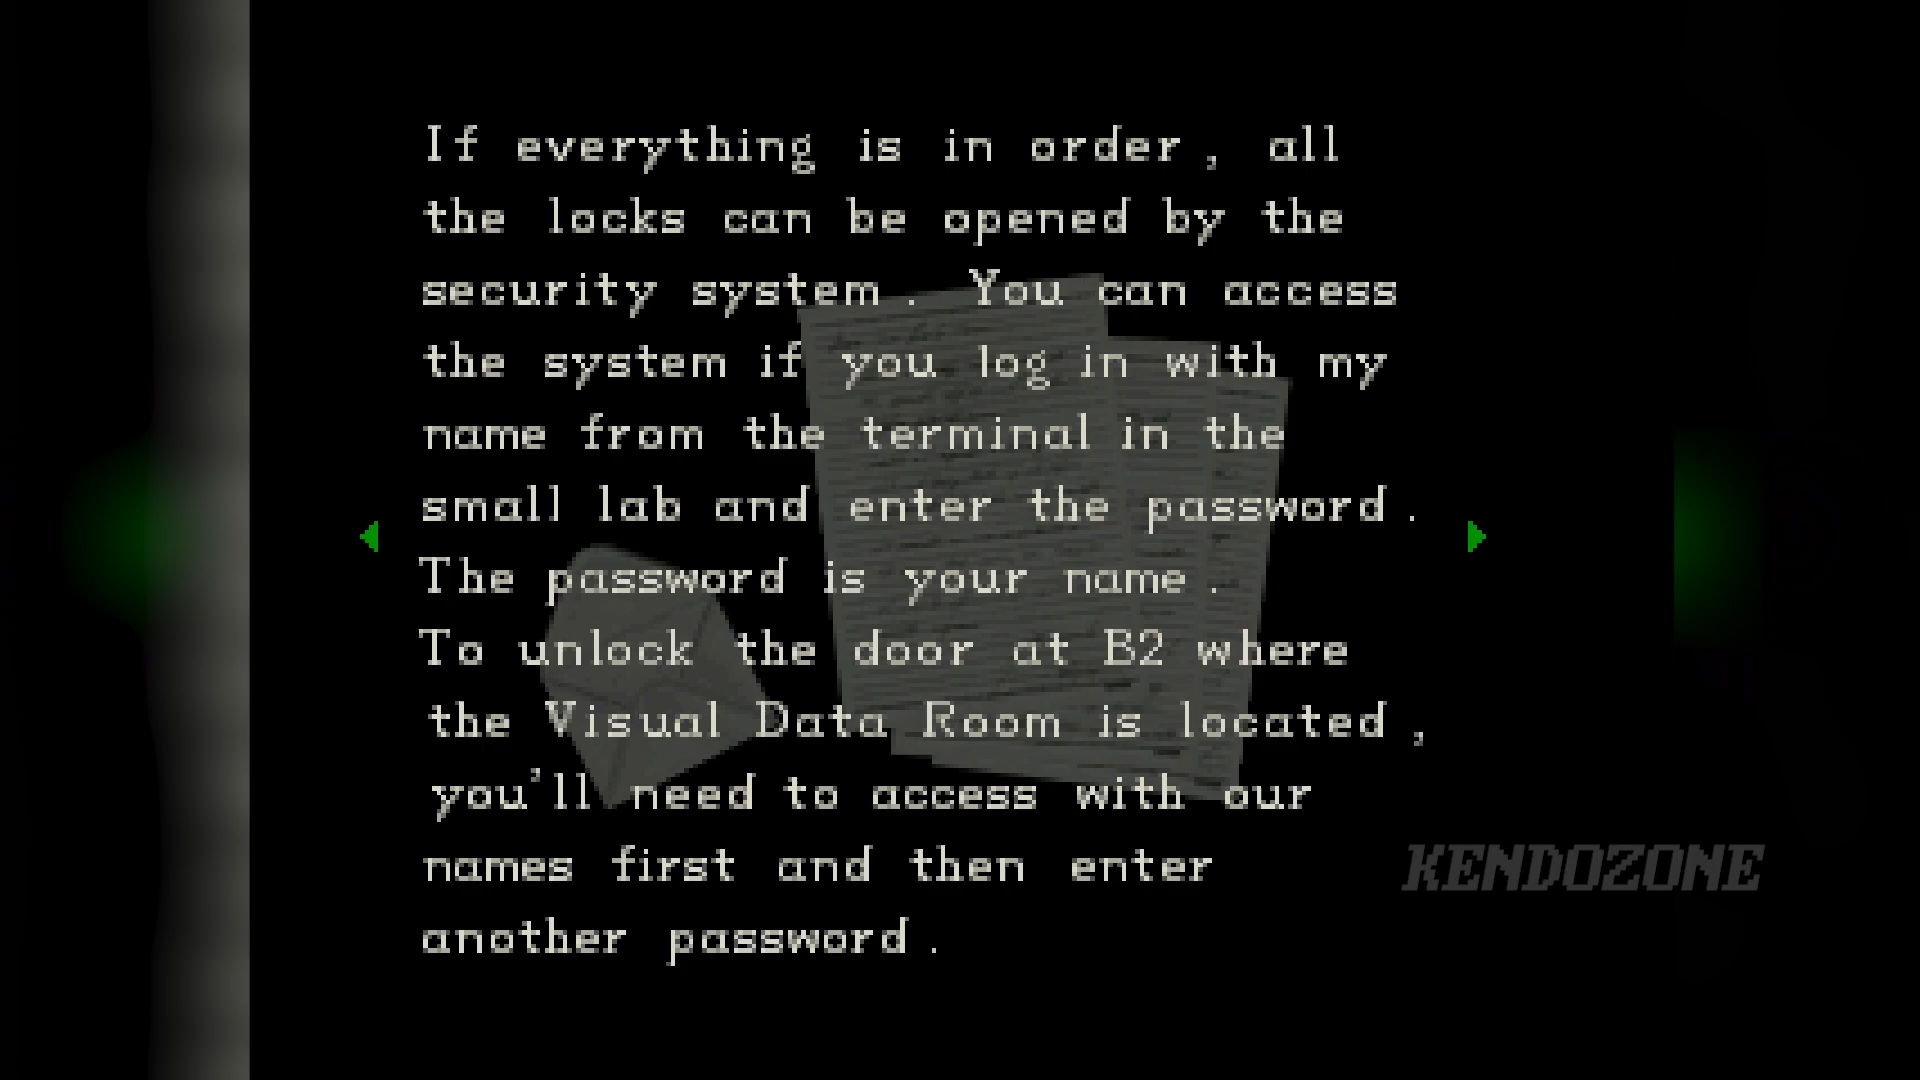 If everything is in order, all
the locks can be opened by the
security system. You can access
the system if you log in with my
name from the terminal in the
small lab and enter the password.
The password is your name.
To unlock the door at B2 where
the Visual Data Room is located,
you'll need to access with our
names first and then enter
another password.
KENDOZONE